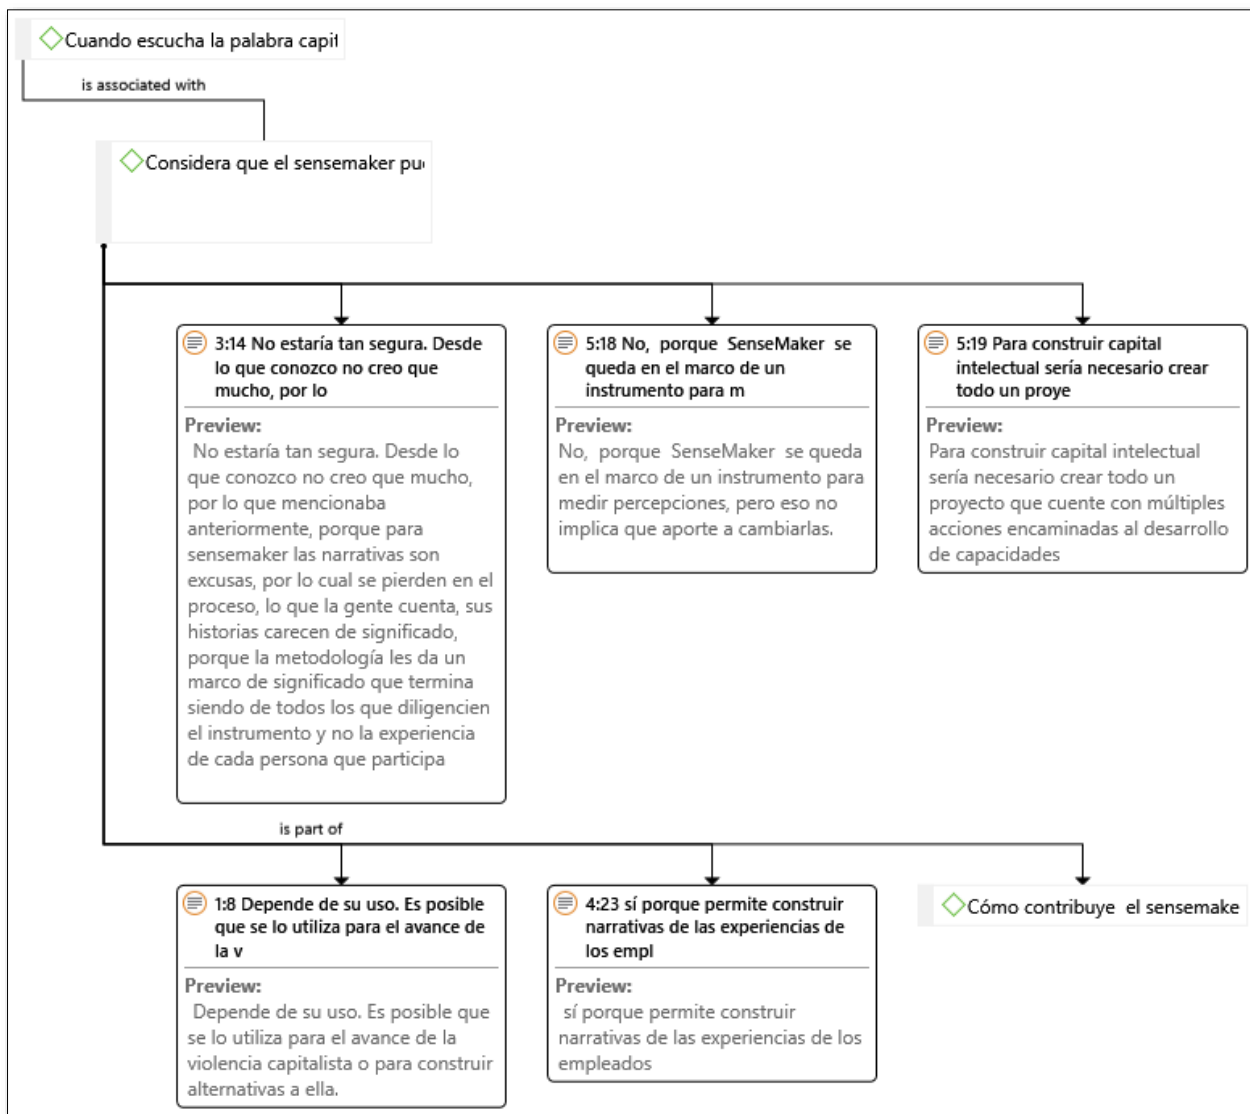 Cuando escucha la palabra capit
is associated with
Considera que el sensemaker pu
3:14 No estaría tan segura. Desde
lo que conozco no creo que
mucho, por lo
Preview:
No estaría tan segura. Desde lo
que conozco no creo que mucho,
por lo que mencionaba
anteriormente, porque para
sensemaker las narrativas son
excusas, por lo cual se pierden en el
proceso, lo que la gente cuenta, sus
historias carecen de significado,
porque la metodología les da un
marco de significado que termina
siendo de todos los que diligencien
el instrumento y no la experiencia
de cada persona que participa
5:18 No, porque SenseMaker se
queda en el marco de un
instrumento para m
Preview:
No, porque SenseMaker se queda
en el marco de un instrumento para
medir percepciones, pero eso no
implica que aporte a cambiarlas.
5:19 Para construir capital
intelectual sería necesario crear
todo un proye
Preview:
Para construir capital intelectual
sería necesario crear todo un
proyecto que cuente con múltiples
acciones encaminadas al desarrollo
de capacidades
is part of
1:8 Depende de su uso. Es posible
que se lo utiliza para el avance de
la v
Preview:
Depende de su uso. Es posible que
se lo utiliza para el avance de la
violencia capitalista o para construir
alternativas a ella.
4:23 sí porque permite construir
narrativas de las experiencias de
los empl
Preview:
sí porque permite construir
narrativas de las experiencias de los
empleados
Cómo contribuye el sensemake